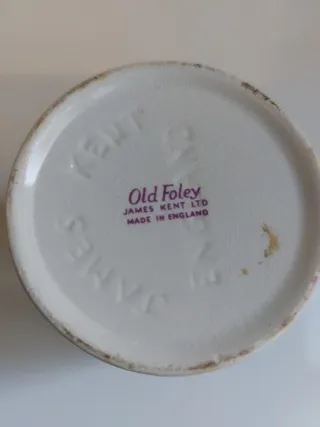 Old Foley
JAMES KENT LTD
MADE IN ENGLAND
JAMES KENT